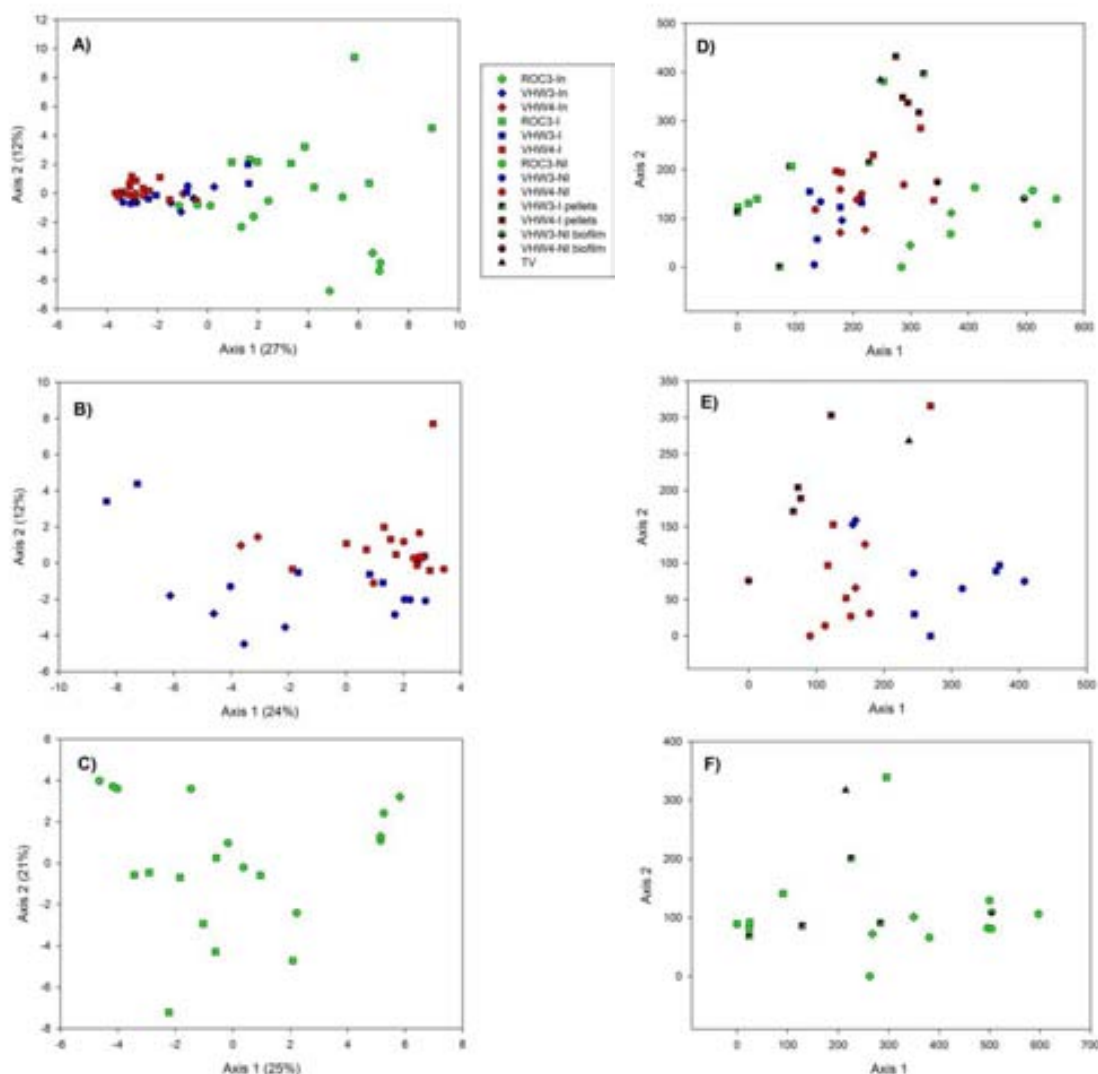 A)
12
10
8
6
4
2
0
-2
-4
-6
-8
Axis 2 (12%)
-6 -4 -2 0 2 4 6 8 10
Axis 1 (27%)
ROC3-In
VHW3-In
VHW4-In
ROC3-I
VHW3-I
VHW4-I
ROC3-NI
VHW3-NI
VHW4-NI
VHW3-I pellets
VHW4-I pellets
VHW3-NI biofilm
VHW4-NI biofilm
TV
D)
500
400
300
200
100
0
Axis 2
0 100 200 300 400 500 600
Axis 1
B)
10
8
6
4
2
0
-2
-4
-6
Axis 2 (12%)
-10 -8 -6 -4 -2 0 2 4
Axis 1 (24%)
E)
350
300
250
200
150
100
50
0
Axis 2
0 100 200 300 400 500
Axis 1
C)
6
4
2
0
-2
-4
-6
-8
Axis 2 (21%)
-6 -4 -2 0 2 4 6 8
Axis 1 (25%)
F)
400
300
200
100
0
Axis 2
0 100 200 300 400 500 600 700
Axis 1